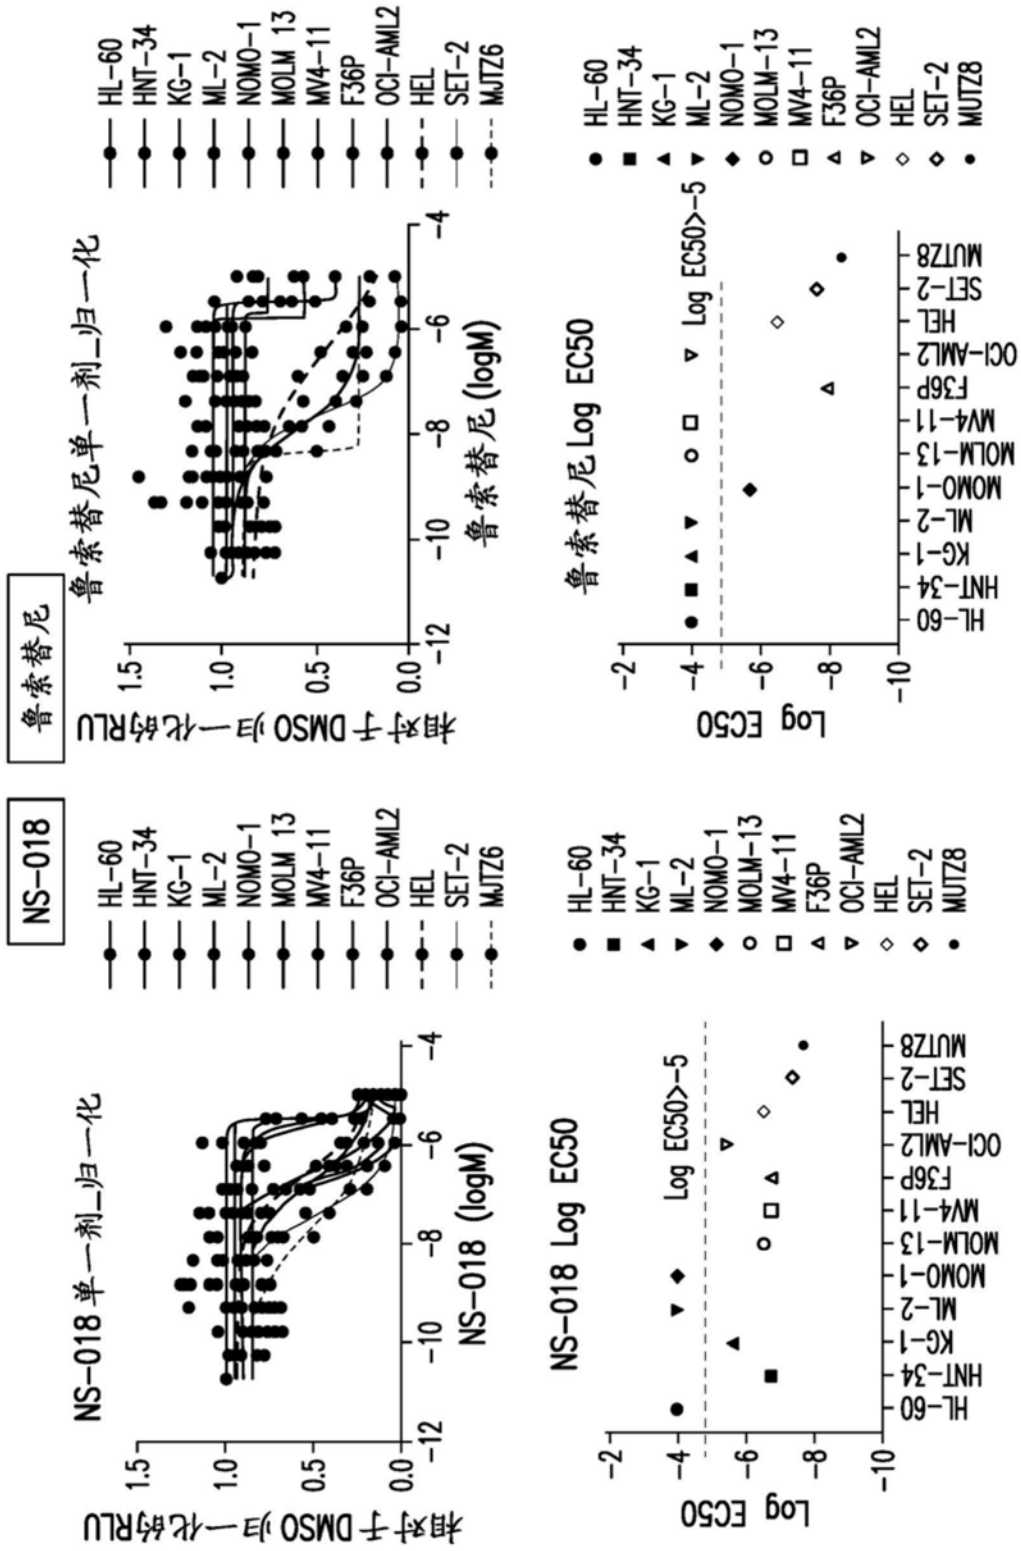 NS-018
NS-018 单一剂_归一化
相对于DMSO归一化的RLU
1.5
1.0
0.5
0.0
-12
-10
-8
-6
-4
NS-018 (logM)
HL-60
HNT-34
KG-1
ML-2
NOMO-1
MOLM 13
MV4-11
F36P
OCI-AML2
HEL
SET-2
MJTZ6
鲁索替尼
鲁索替尼单一剂_归一化
相对于DMSO归一化的RLU
1.5
1.0
0.5
0.0
-12
-10
-8
-6
-4
鲁索替尼(logM)
HL-60
HNT-34
KG-1
ML-2
NOMO-1
MOLM 13
MV4-11
F36P
OCI-AML2
HEL
SET-2
MJTZ6
NS-018 Log EC50
Log EC50
-2
-4
-6
-8
-10
Log EC50>-5
HL-60
HNT-34
KG-1
ML-2
MOMO-1
MOLM-13
MV4-11
F36P
OCI-AML2
HEL
SET-2
MUTZ8
HL-60
HNT-34
KG-1
ML-2
NOMO-1
MOLM-13
MV4-11
F36P
OCI-AML2
HEL
SET-2
MUTZ8
鲁索替尼 Log EC50
Log EC50
-2
-4
-6
-8
-10
Log EC50>-5
HL-60
HNT-34
KG-1
ML-2
MOMO-1
MOLM-13
MV4-11
F36P
OCI-AML2
HEL
SET-2
MUTZ8
HL-60
HNT-34
KG-1
ML-2
NOMO-1
MOLM-13
MV4-11
F36P
OCI-AML2
HEL
SET-2
MUTZ8